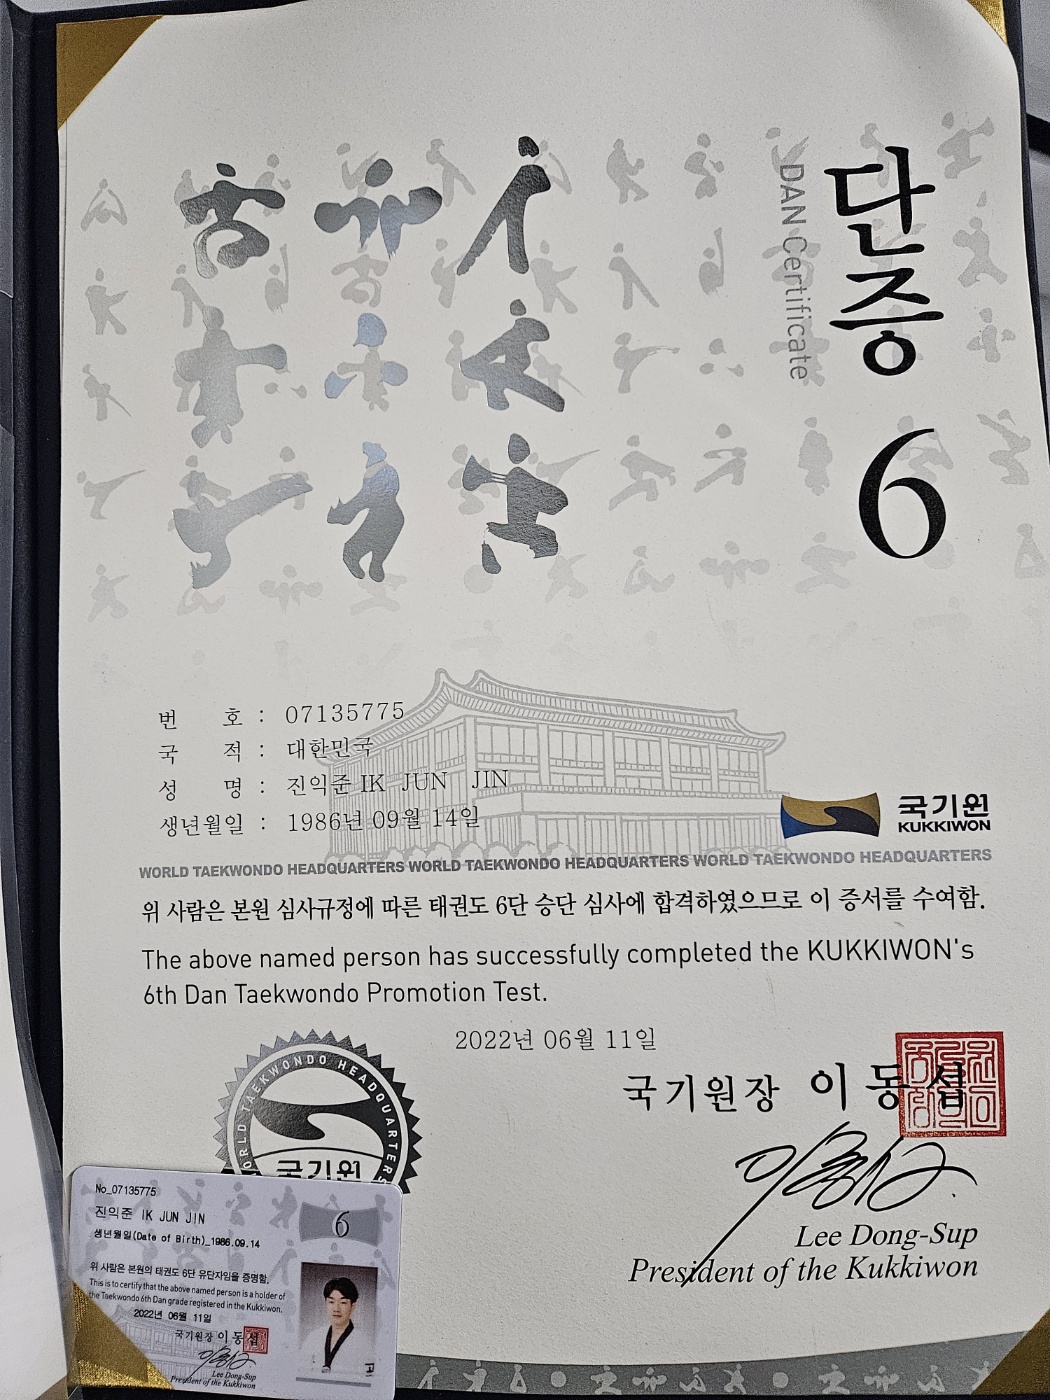 단증 6
DAN Certificate
번 호 : 07135775
국 적 : 대한민국
성 명 : 진익준 IK JUN JIN
생년월일 : 1986년 09월 14일
국기원
KUKKIWON
WORLD TAEKWONDO HEADQUARTERS WORLD TAEKWONDO HEADQUARTERS WORLD TAEKWONDO HEADQUARTERS
위 사람은 본원 심사규정에 따른 태권도 6단 승단 심사에 합격하였으므로 이 증서를 수여함.
The above named person has successfully completed the KUKKIWON's
6th Dan Taekwondo Promotion Test.
2022년 06월 11일
국기원장 이동섭
Lee Dong-Sup
President of the Kukkiwon
WORLD TAEKWONDO HEADQUARTERS
국기원
No_07135775
진익준 IK JUN JIN
6
생년월일(Date of Birth)_1986.09.14
위 사람은 본원의 태권도 6단 유단자임을 증명함.
This is to certify that the above named person is a holder of
the Taekwondo 6th Dan grade registered in the Kukkiwon.
2022년 06월 11일
국기원장 이동섭
Lee Dong-Sup
President of the Kukkiwon